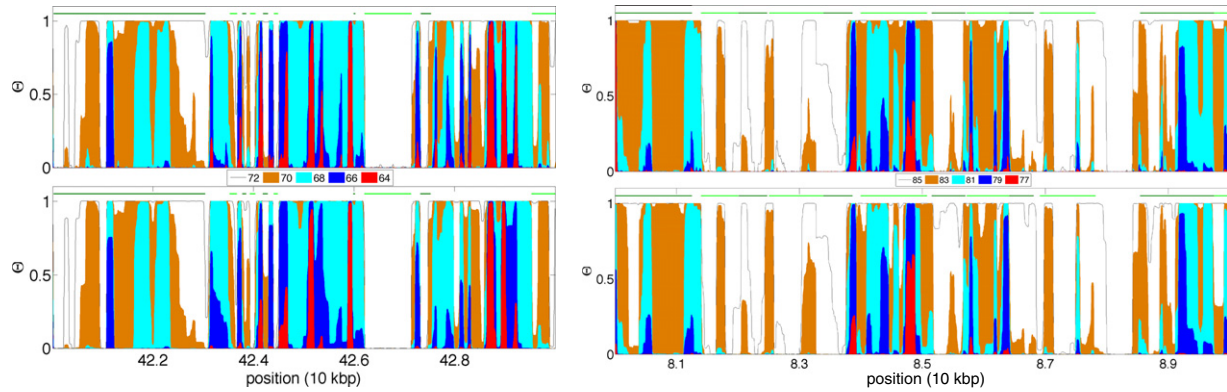 1
Θ 0.5
0
72 70 68 66 64
1
Θ 0.5
0
42.2 42.4 42.6 42.8
position (10 kbp)
1
Θ 0.5
0
85 83 81 79 77
1
Θ 0.5
0
8.1 8.3 8.5 8.7 8.9
position (10 kbp)